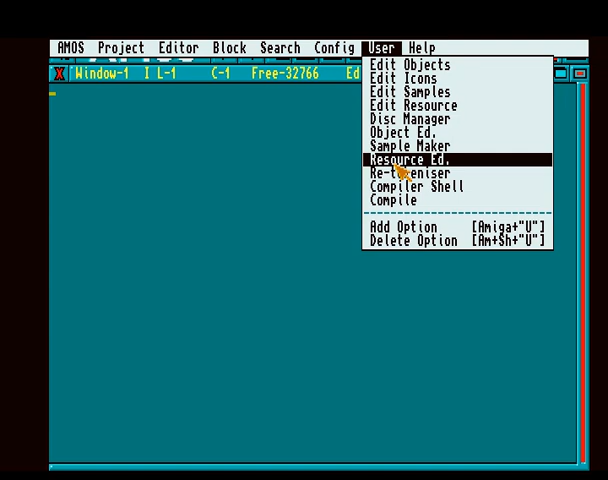 AMOS Project Editor Block Search Config User Help
X Window-1 I L-1 C-1 Free-32766 Ed
Edit Objects
Edit Icons
Edit Samples
Edit Resource
Disc Manager
Object Ed.
Sample Maker
Resource Ed.
Compiler Shell
Compile
Add Option [Amiga+"U"]
Delete Option [Am+Sh+"U"]